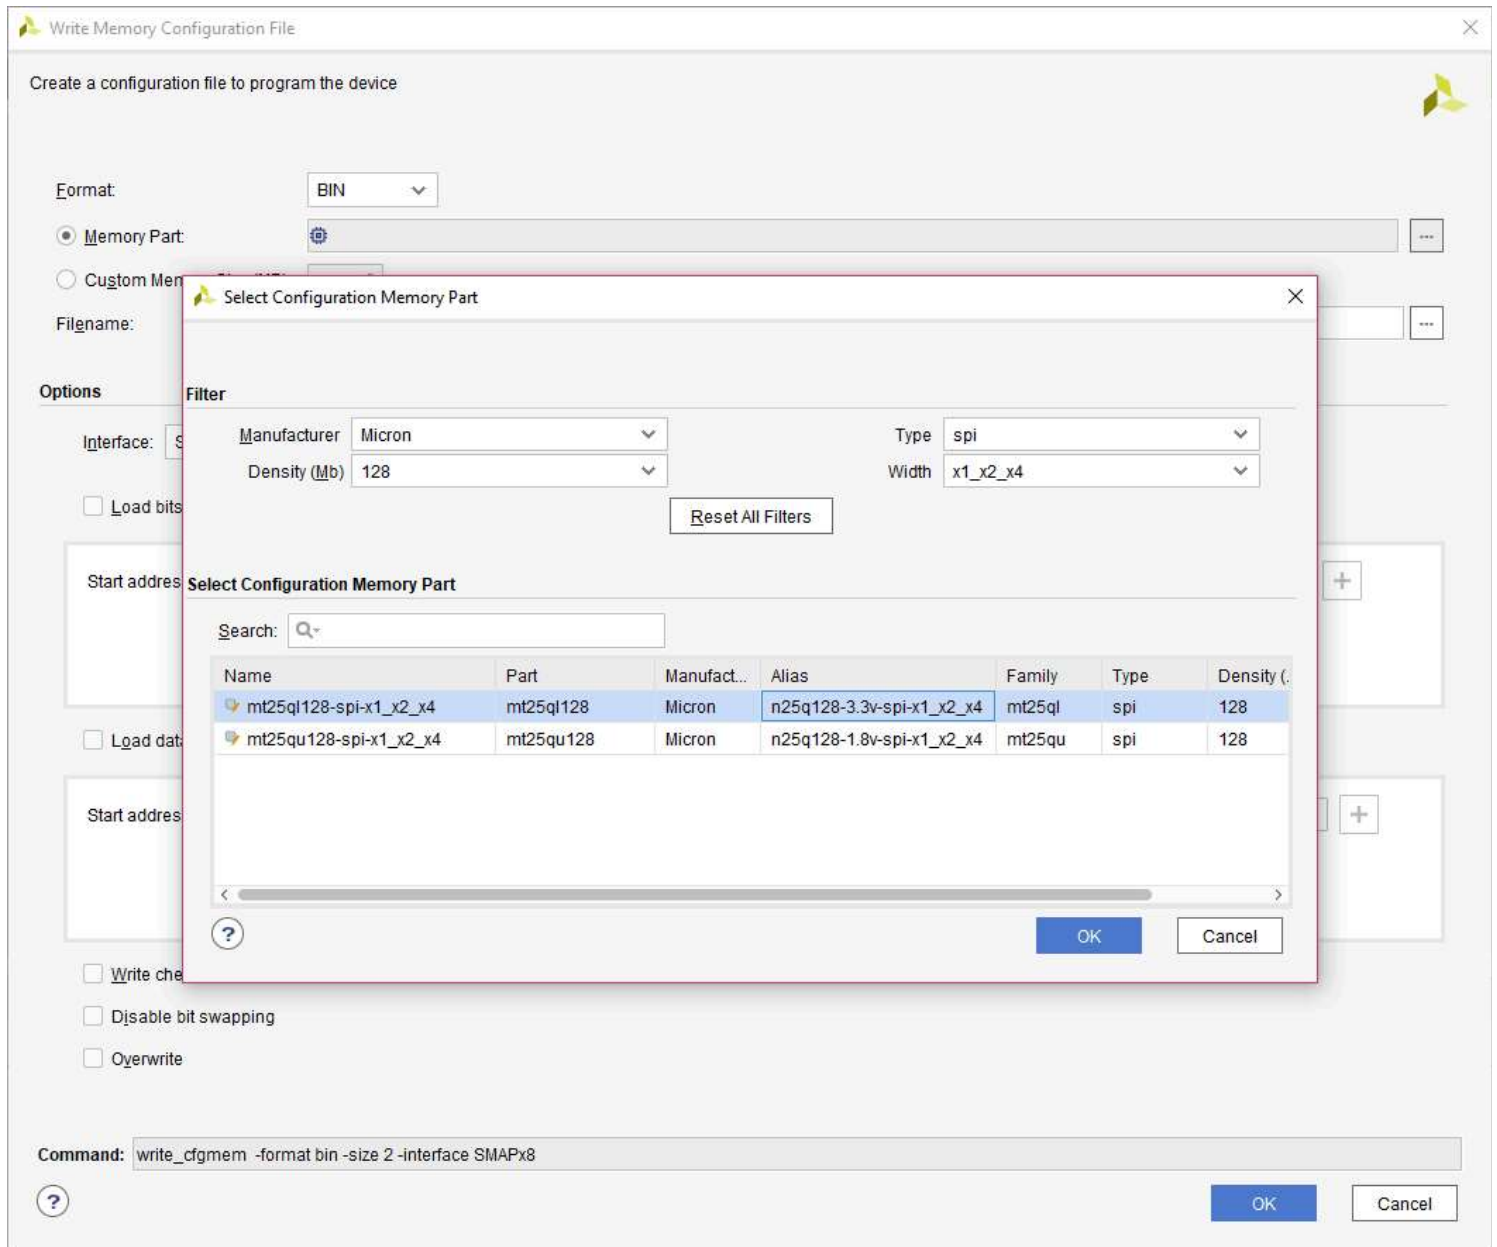 Write Memory Configuration File
Create a configuration file to program the device
Format: BIN
Memory Part: ...
Filename: ...
Select Configuration Memory Part
Options
Filter
Interface: S
Manufacturer Micron Type spi
Density (Mb) 128 Width x1_x2_x4
Load bits
Reset All Filters
Start addres
Select Configuration Memory Part
Search:
Name Part Manufact... Alias Family Type Density (.
mt25ql128-spi-x1_x2_x4 mt25ql128 Micron n25q128-3.3v-spi-x1_x2_x4 mt25ql spi 128
mt25qu128-spi-x1_x2_x4 mt25qu128 Micron n25q128-1.8v-spi-x1_x2_x4 mt25qu spi 128
Load data
Start addres
? OK Cancel
Write che
Disable bit swapping
Overwrite
Command: write_cfgmem -format bin -size 2 -interface SMAPx8
? OK Cancel